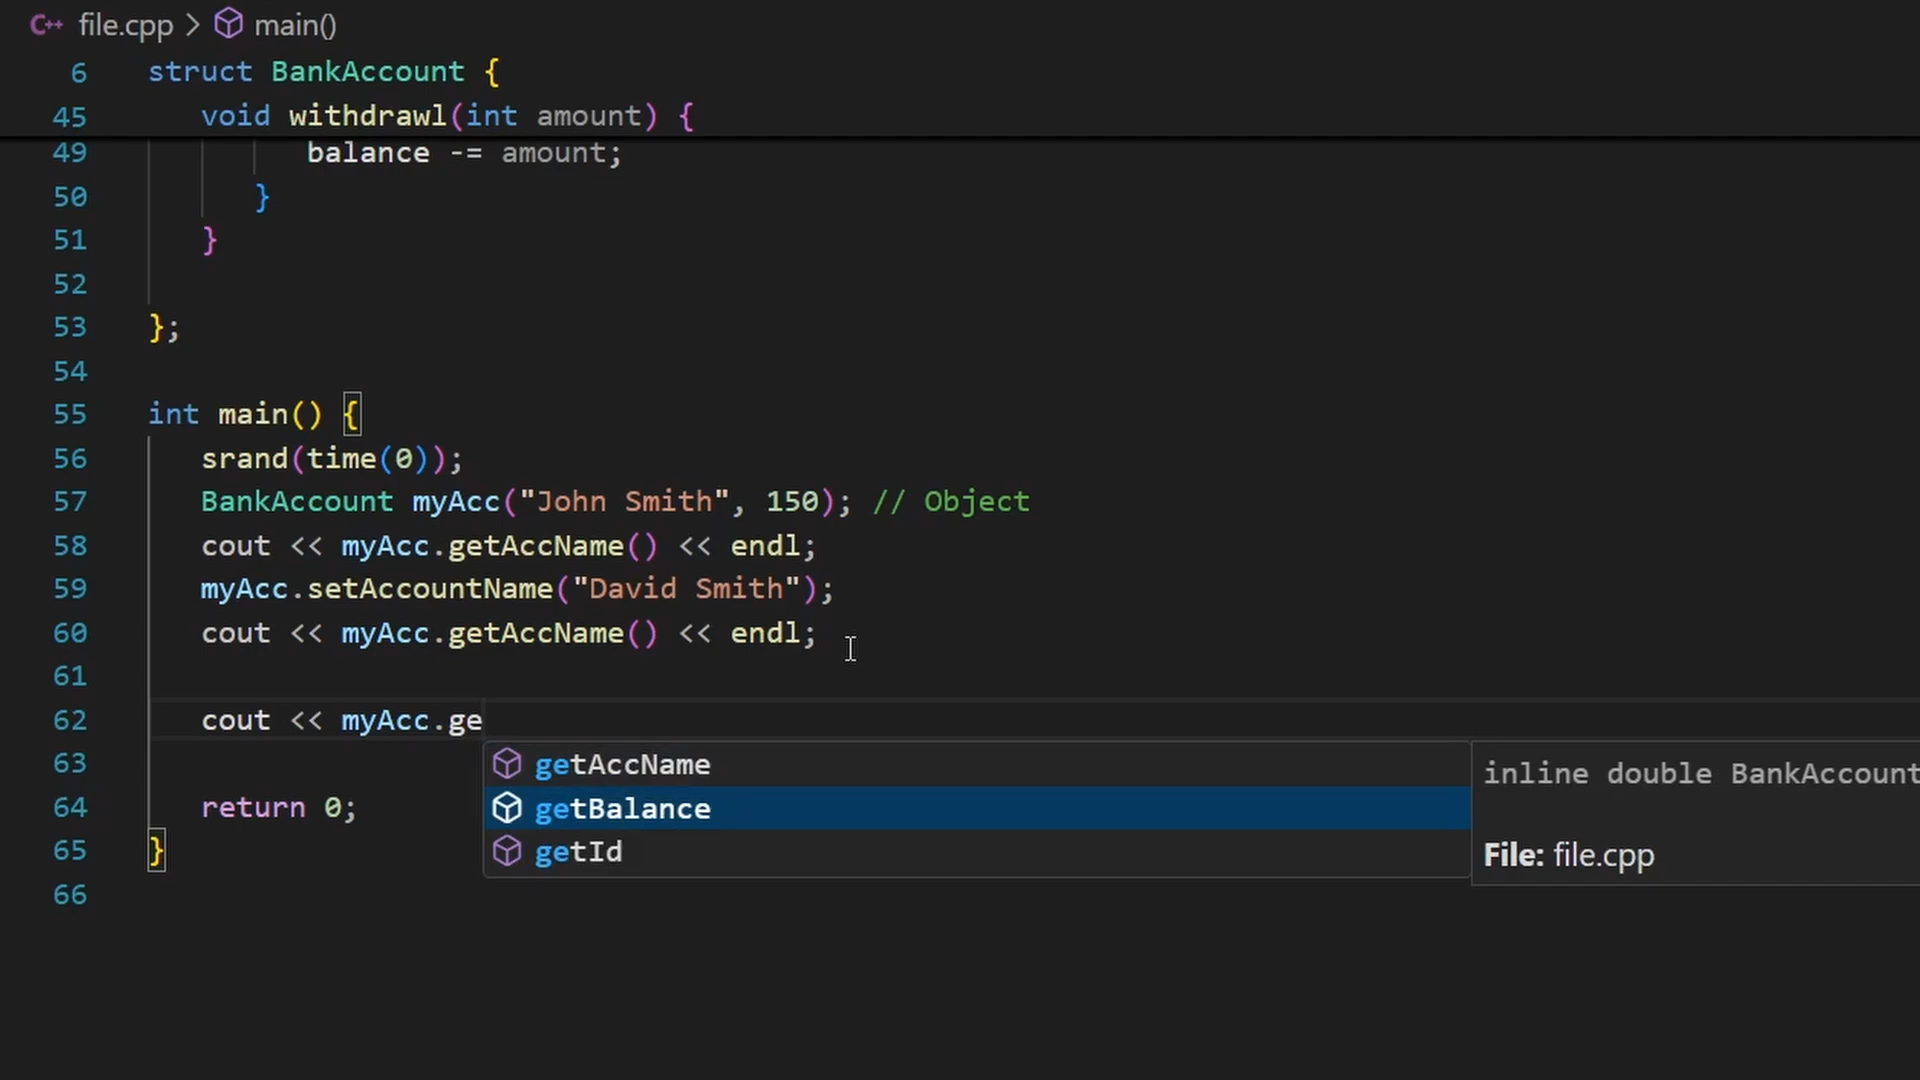 C++ file.cpp > main()
6 struct BankAccount {
45 void withdrawl(int amount) {
49 balance -= amount;
50 }
51 }
52
53 };
54
55 int main() {
56 srand(time(0));
57 BankAccount myAcc("John Smith", 150); // Object
58 cout << myAcc.getAccName() << endl;
59 myAcc.setAccountName("David Smith");
60 cout << myAcc.getAccName() << endl;
61
62 cout << myAcc.ge
63 getAccName inline double BankAccount
64 return 0; getBalance
65 } getId File: file.cpp
66